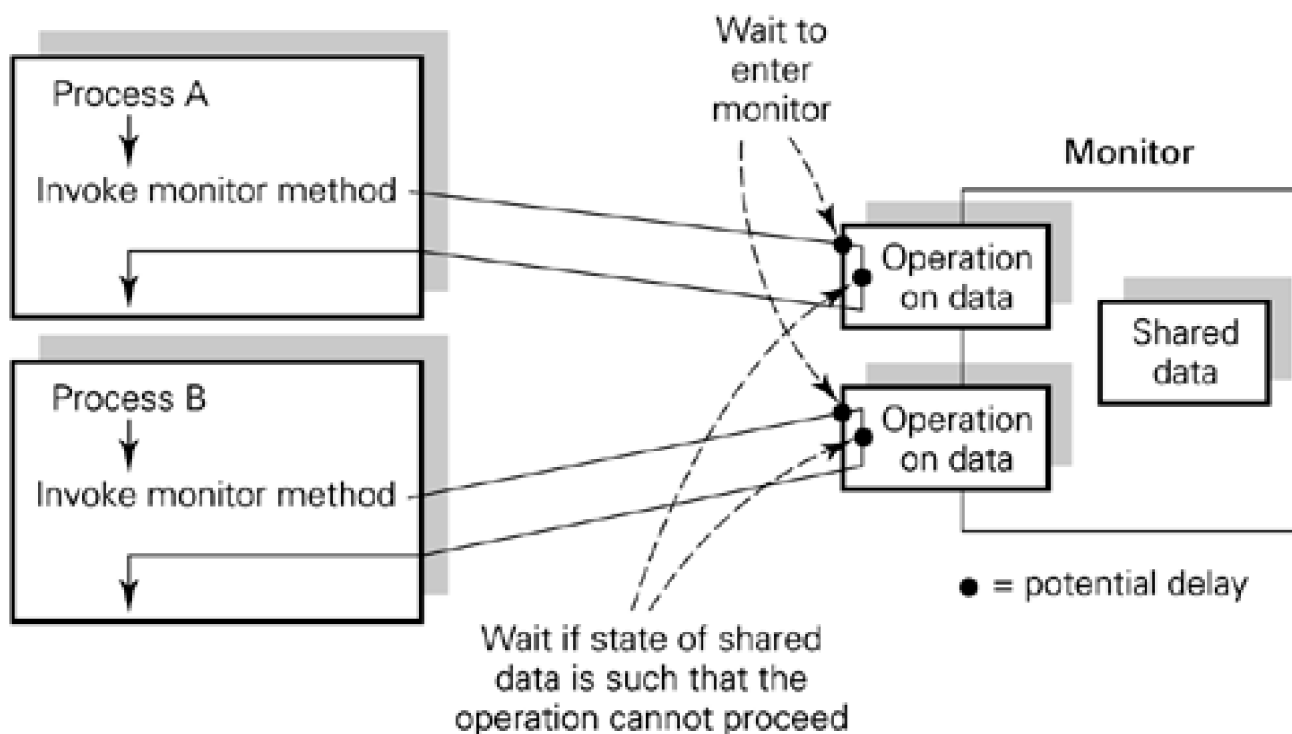 Process A
Invoke monitor method
Process B
Invoke monitor method
Wait to
enter
monitor
Monitor
Operation
on data
Shared
data
Operation
on data
● = potential delay
Wait if state of shared
data is such that the
operation cannot proceed